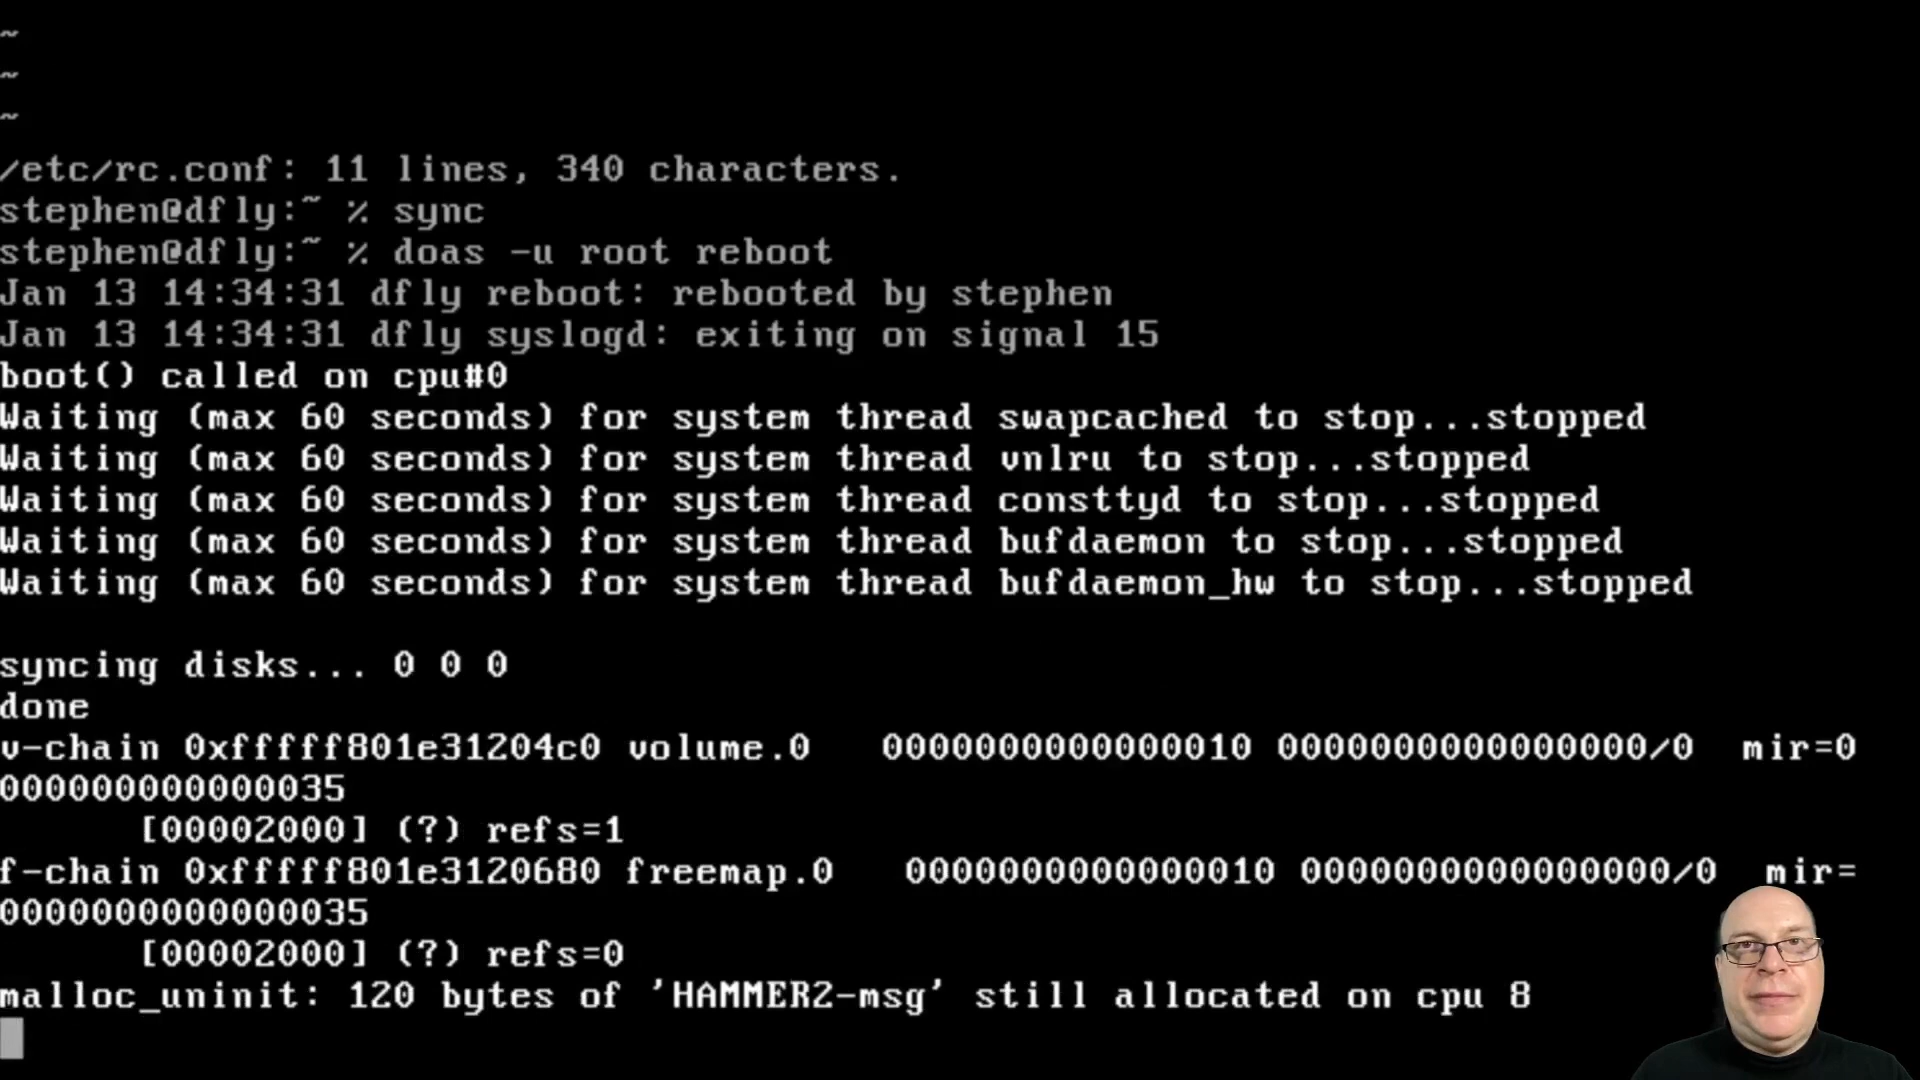 ~
~
~
/etc/rc.conf: 11 lines, 340 characters.
stephen@dfly:~ % sync
stephen@dfly:~ % doas -u root reboot
Jan 13 14:34:31 dfly reboot: rebooted by stephen
Jan 13 14:34:31 dfly syslogd: exiting on signal 15
boot() called on cpu#0
Waiting (max 60 seconds) for system thread swapcached to stop...stopped
Waiting (max 60 seconds) for system thread vnlru to stop...stopped
Waiting (max 60 seconds) for system thread consttyd to stop...stopped
Waiting (max 60 seconds) for system thread bufdaemon to stop...stopped
Waiting (max 60 seconds) for system thread bufdaemon_hw to stop...stopped
syncing disks... 0 0 0
done
v-chain 0xfffff801e31204c0 volume.0   0000000000000010 0000000000000000/0  mir=0
000000000000035
      [00002000] (?) refs=1
f-chain 0xfffff801e3120680 freemap.0   0000000000000010 0000000000000000/0  mir=
0000000000000035
      [00002000] (?) refs=0
malloc_uninit: 120 bytes of 'HAMMER2-msg' still allocated on cpu 8